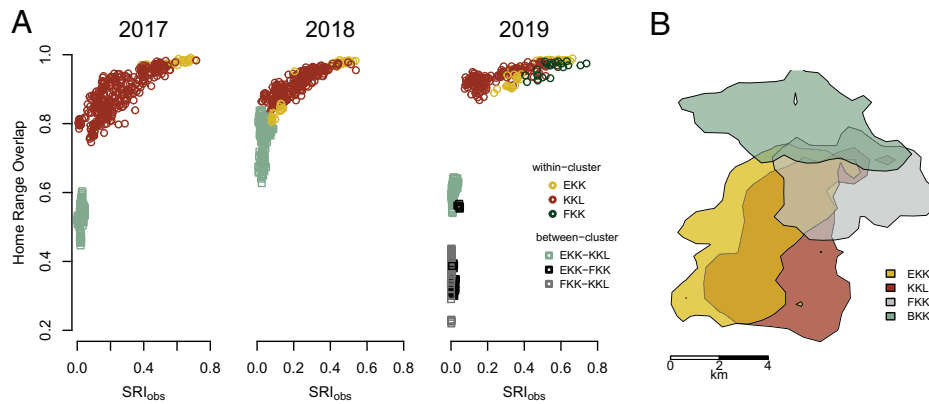 A
2017
2018
2019
B
Home Range Overlap
1.0
0.8
0.6
0.4
0.2
within−cluster
EKK
KKL
FKK
between−cluster
EKK−KKL
EKK−FKK
FKK−KKL
0.0 0.4 0.8
0.0 0.2 0.4 0.6 0.8
0.0 0.2 0.4 0.6 0.8
SRIobs
SRIobs
SRIobs
EKK
KKL
FKK
BKK
0 2 4
km